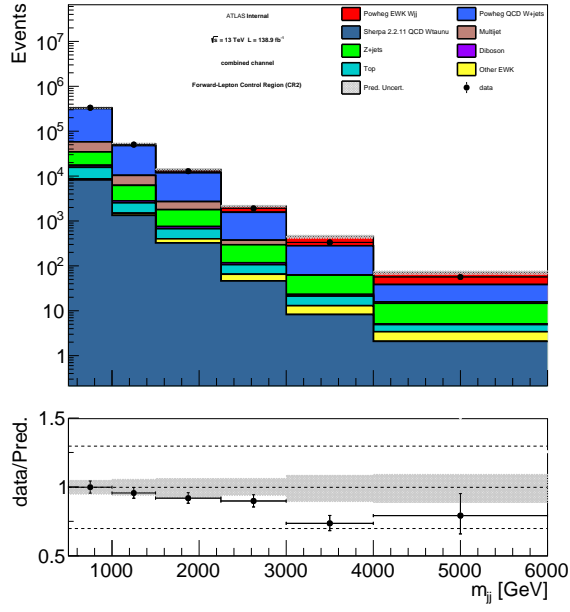 Events
10⁷
10⁶
10⁵
10⁴
10³
10²
10
1
ATLAS Internal
√s = 13 TeV L = 138.9 fb⁻¹
combined channel
Forward-Lepton Control Region (CR2)
Powheg EWK Wjj
Powheg QCD W+jets
Sherpa 2.2.11 QCD Wtaunu
Multijet
Z+jets
Diboson
Top
Other EWK
Pred. Uncert.
data
data/Pred.
1.5
1
0.5
1000 2000 3000 4000 5000 6000
m_jj [GeV]